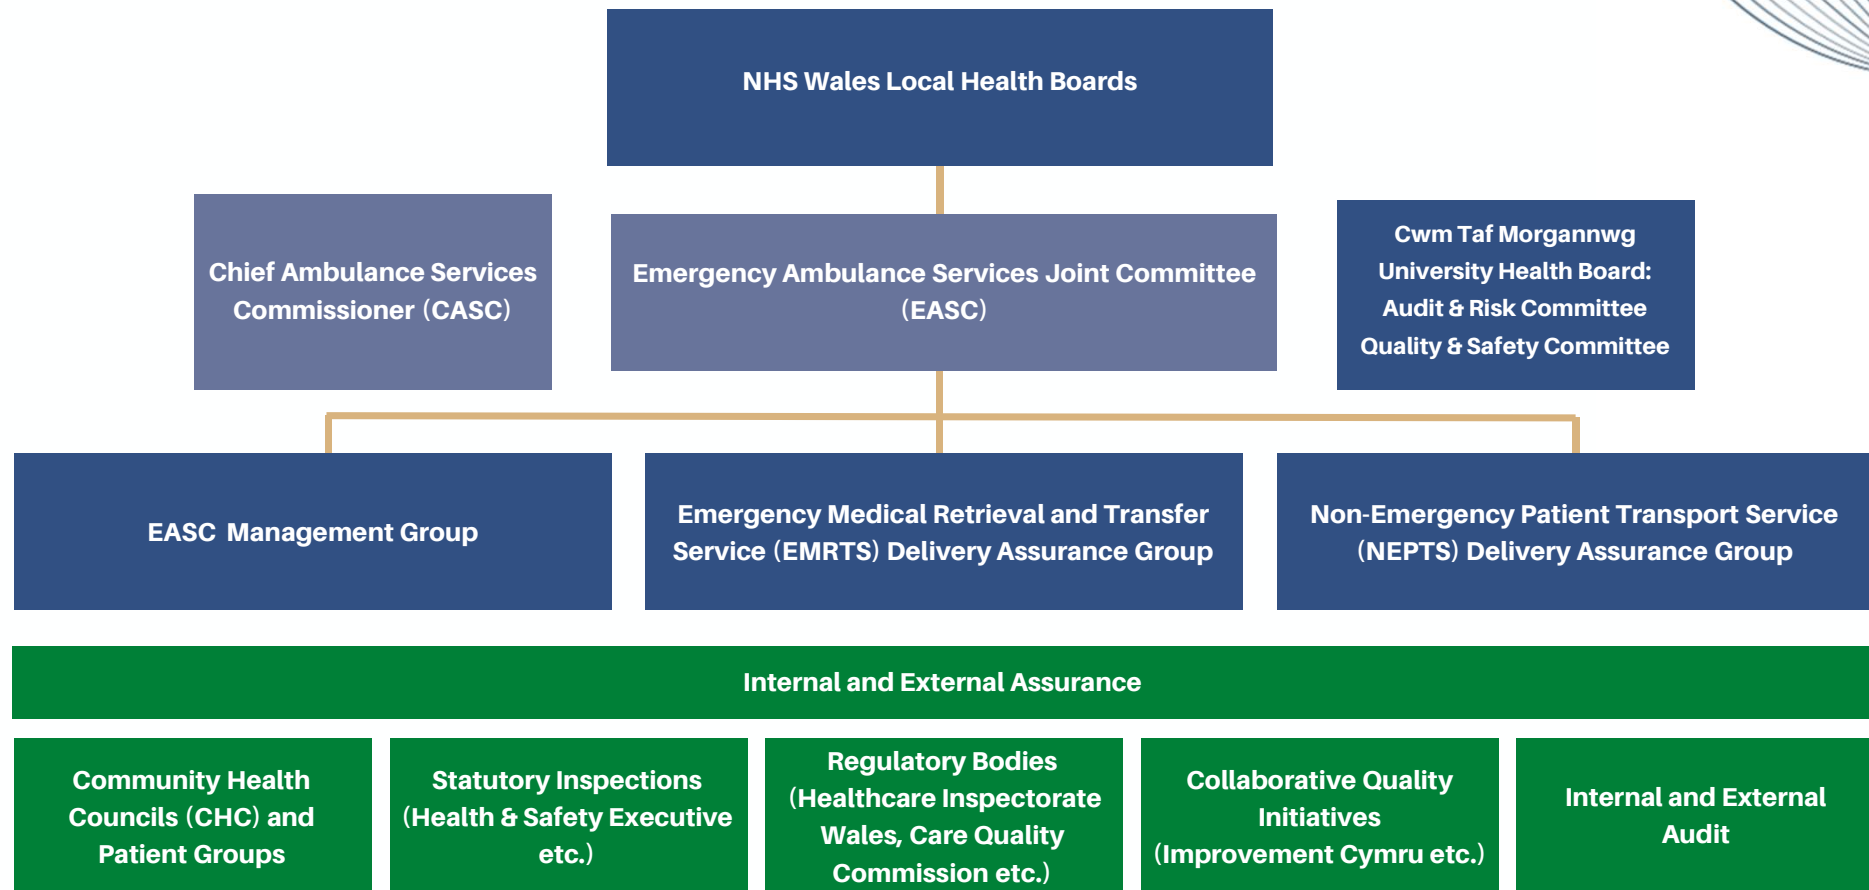 NHS Wales Local Health Boards
Chief Ambulance Services
Commissioner (CASC)
Emergency Ambulance Services Joint Committee
(EASC)
Cwm Taf Morgannwg
University Health Board:
Audit & Risk Committee
Quality & Safety Committee
EASC Management Group
Emergency Medical Retrieval and Transfer
Service (EMRTS) Delivery Assurance Group
Non-Emergency Patient Transport Service
(NEPTS) Delivery Assurance Group
Internal and External Assurance
Community Health
Councils (CHC) and
Patient Groups
Statutory Inspections
(Health & Safety Executive
etc.)
Regulatory Bodies
(Healthcare Inspectorate
Wales, Care Quality
Commission etc.)
Collaborative Quality
Initiatives
(Improvement Cymru etc.)
Internal and External
Audit